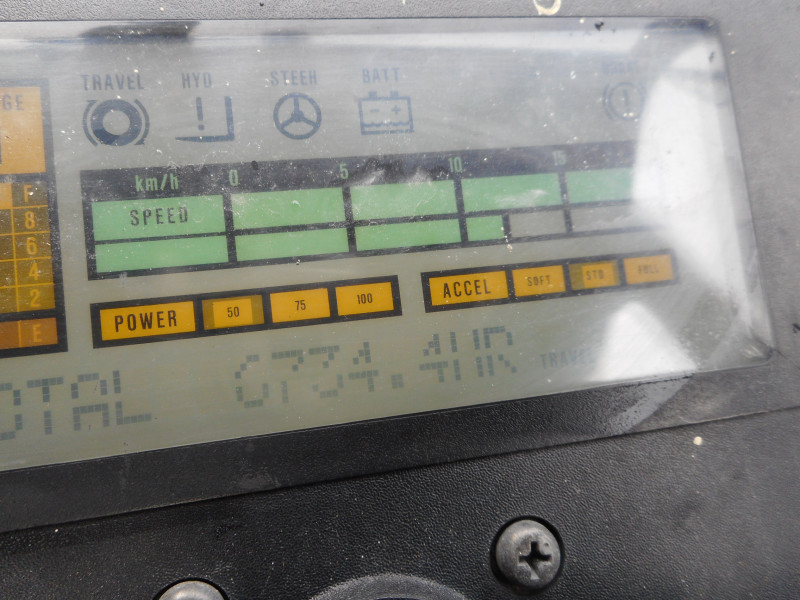 GE
TRAVEL HYD STEER BATT
km/h 0 5 10 15
SPEED
F
8
6
4
2
E
POWER 50 75 100
ACCEL SOFT STD FULL
OTAL 0734.4HR TRAVEL